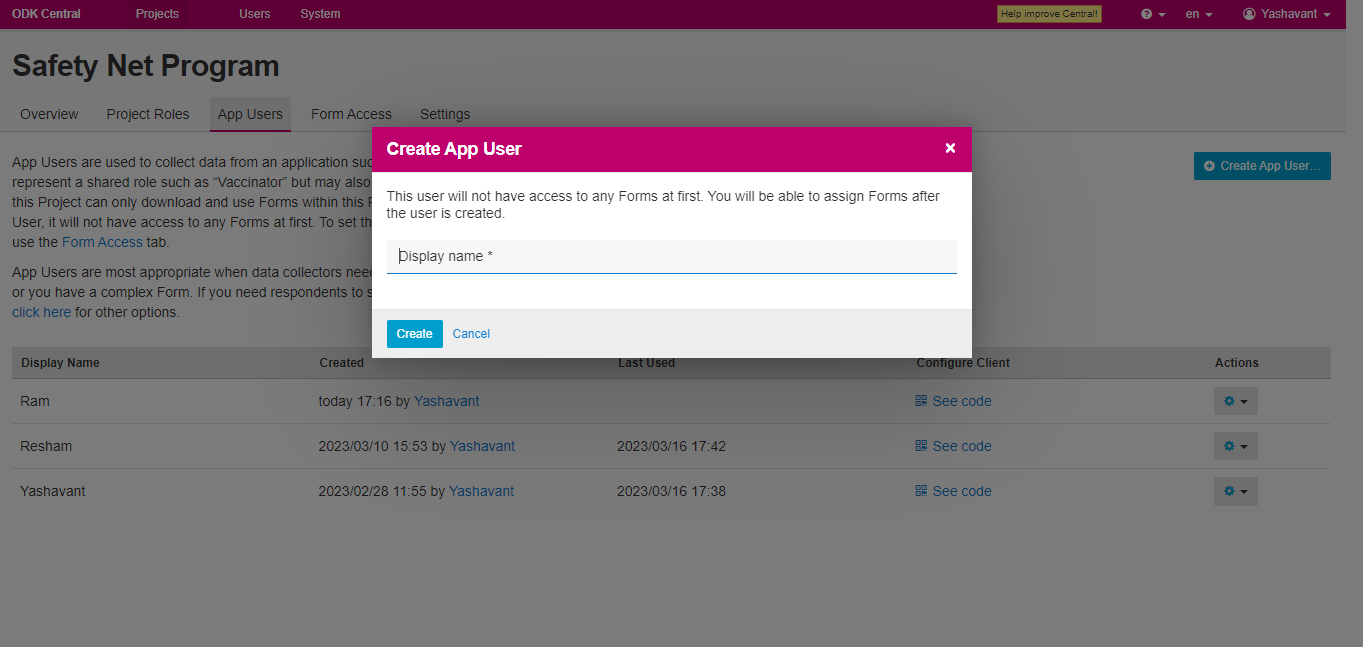 ODK Central Projects Users System Help improve Central! en Yashavant
Safety Net Program
Overview Project Roles App Users Form Access Settings
Create App User
App Users are used to collect data from an application suc
represent a shared role such as “Vaccinator” but may also
this Project can only download and use Forms within this P
User, it will not have access to any Forms at first. To set th
use the Form Access tab.
App Users are most appropriate when data collectors need
or you have a complex Form. If you need respondents to s
click here for other options.
Create App User...
This user will not have access to any Forms at first. You will be able to assign Forms after
the user is created.
Display name *
Create Cancel
Display Name Created Last Used Configure Client Actions
Ram today 17:16 by Yashavant See code
Resham 2023/03/10 15:53 by Yashavant 2023/03/16 17:42 See code
Yashavant 2023/02/28 11:55 by Yashavant 2023/03/16 17:38 See code